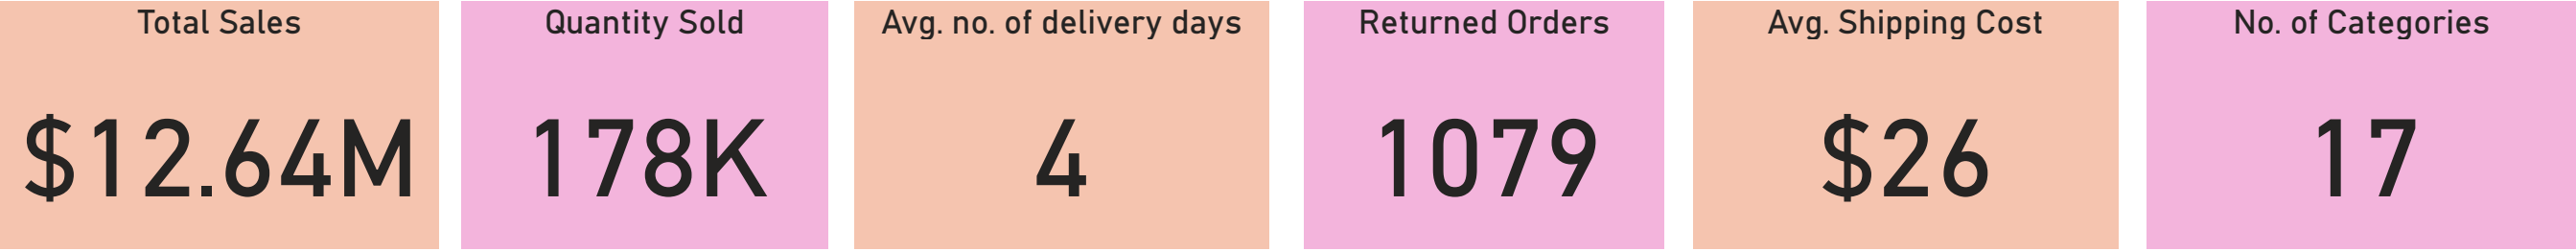 Total Sales
$12.64M
Quantity Sold
178K
Avg. no. of delivery days
4
Returned Orders
1079
Avg. Shipping Cost
$26
No. of Categories
17